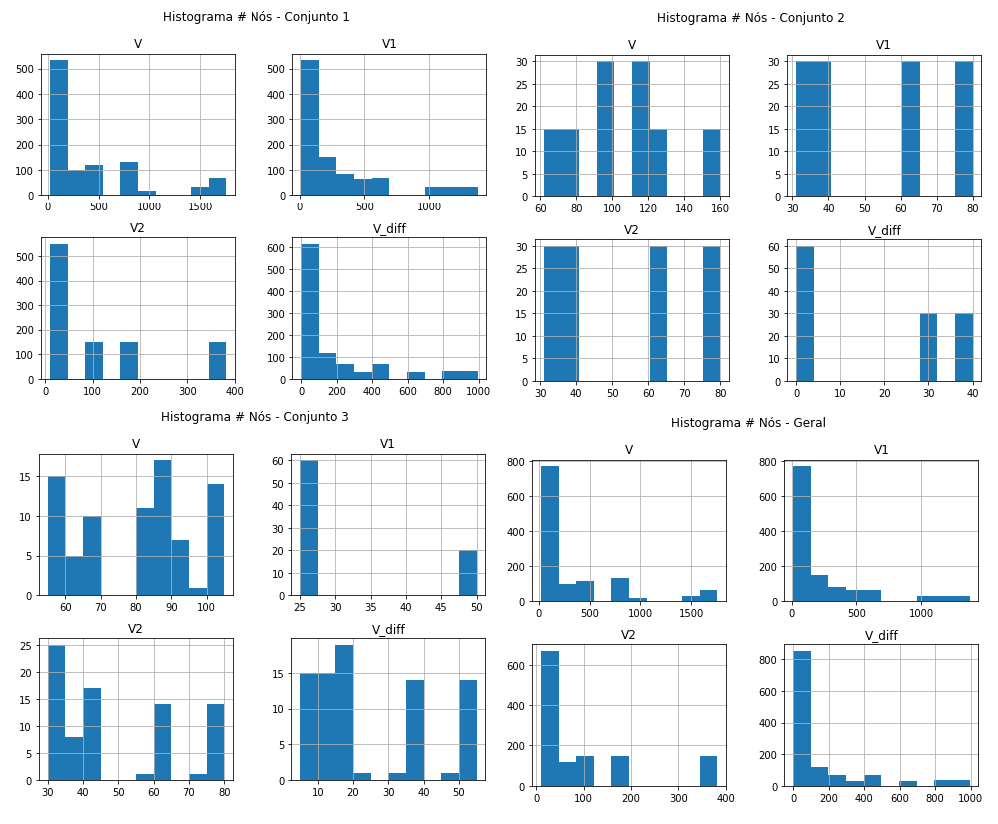 Histograma # Nós - Conjunto 1
V
500
400
300
200
100
0
0 500 1000 1500
V1
500
400
300
200
100
0
0 500 1000
V2
500
400
300
200
150
100
0
0 100 200 300 400
V_diff
600
500
400
300
200
100
0
0 200 400 600 800 1000
Histograma # Nós - Conjunto 2
V
30
25
20
15
10
5
0
60 80 100 120 140 160
V1
30
25
20
15
10
5
0
30 40 50 60 70 80
V2
30
25
20
15
10
5
0
30 40 50 60 70 80
V_diff
60
50
40
30
20
10
0
0 10 20 30 40
Histograma # Nós - Conjunto 3
V
15
10
5
0
60 70 80 90 100
V1
60
50
40
30
20
10
0
25 30 35 40 45 50
V2
25
20
15
10
5
0
30 40 50 60 70 80
V_diff
15
10
5
0
10 20 30 40 50
Histograma # Nós - Geral
V
800
600
400
200
0
0 500 1000 1500
V1
800
600
400
200
0
0 500 1000
V2
600
400
200
0
0 100 200 300 400
V_diff
800
600
400
200
0
0 200 400 600 800 1000